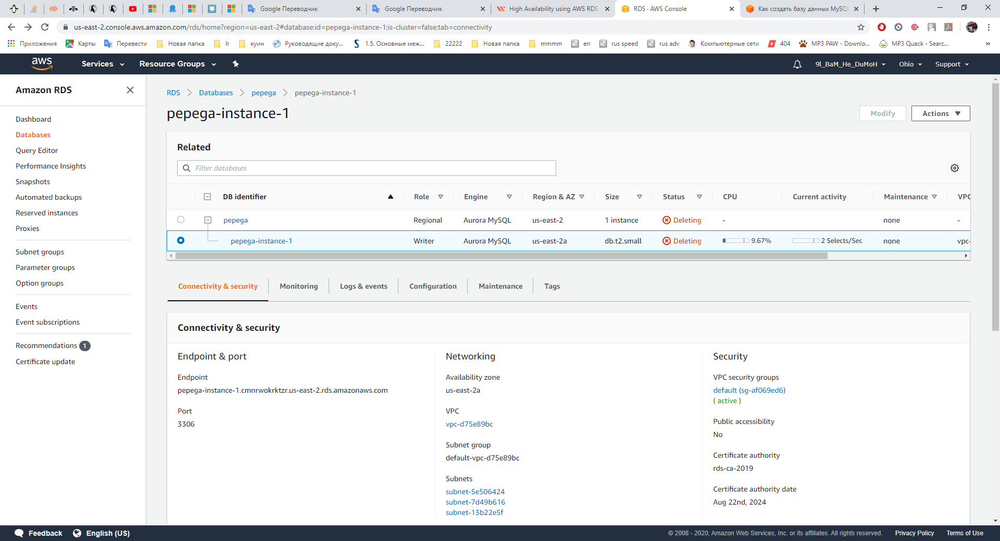 Google Переводчик
Google Переводчик
High Availability using AWS RDS
RDS · AWS Console
Как создать базу данных MySQL
us-east-2.console.aws.amazon.com/rds/home?region=us-east-2#database:id=pepega-instance-1;is-cluster=false;tab=connectivity
Приложения
Карты
Перевести
Новая папка
lr
куин
Руководящие доку...
1.5. Основные меж...
22222
Новая папка
mmmm
en
rus speed
rus adv
Компьютерные сети
404
MP3 PAW - Downlo...
MP3 Quack - Searc...
aws
Services
Resource Groups
9l_BaM_He_DuMoH
Ohio
Support
Amazon RDS
Dashboard
Databases
Query Editor
Performance Insights
Snapshots
Automated backups
Reserved instances
Proxies
Subnet groups
Parameter groups
Option groups
Events
Event subscriptions
Recommendations 1
Certificate update
RDS
Databases
pepega
pepega-instance-1
pepega-instance-1
Modify
Actions
Related
Filter databases
DB identifier
Role
Engine
Region & AZ
Size
Status
CPU
Current activity
Maintenance
VPC
pepega
Regional
Aurora MySQL
us-east-2
1 instance
Deleting
-
none
-
pepega-instance-1
Writer
Aurora MySQL
us-east-2a
db.t2.small
Deleting
9.67%
2 Selects/Sec
none
vpc-
Connectivity & security
Monitoring
Logs & events
Configuration
Maintenance
Tags
Connectivity & security
Endpoint & port
Endpoint
pepega-instance-1.cmnrwokrktzr.us-east-2.rds.amazonaws.com
Port
3306
Networking
Availability zone
us-east-2a
VPC
vpc-d75e89bc
Subnet group
default-vpc-d75e89bc
Subnets
subnet-5e506424
subnet-7d49b616
subnet-13b22e5f
Security
VPC security groups
default (sg-af069ed6)
( active )
Public accessibility
No
Certificate authority
rds-ca-2019
Certificate authority date
Aug 22nd, 2024
Feedback
English (US)
© 2008 - 2020, Amazon Web Services, Inc. or its affiliates. All rights reserved.
Privacy Policy
Terms of Use